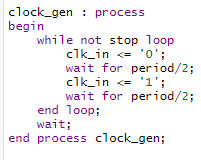 clock_gen : process
begin
    while not stop loop
        clk_in <= '0';
        wait for period/2;
        clk_in <= '1';
        wait for period/2;
    end loop;
    wait;
end process clock_gen;